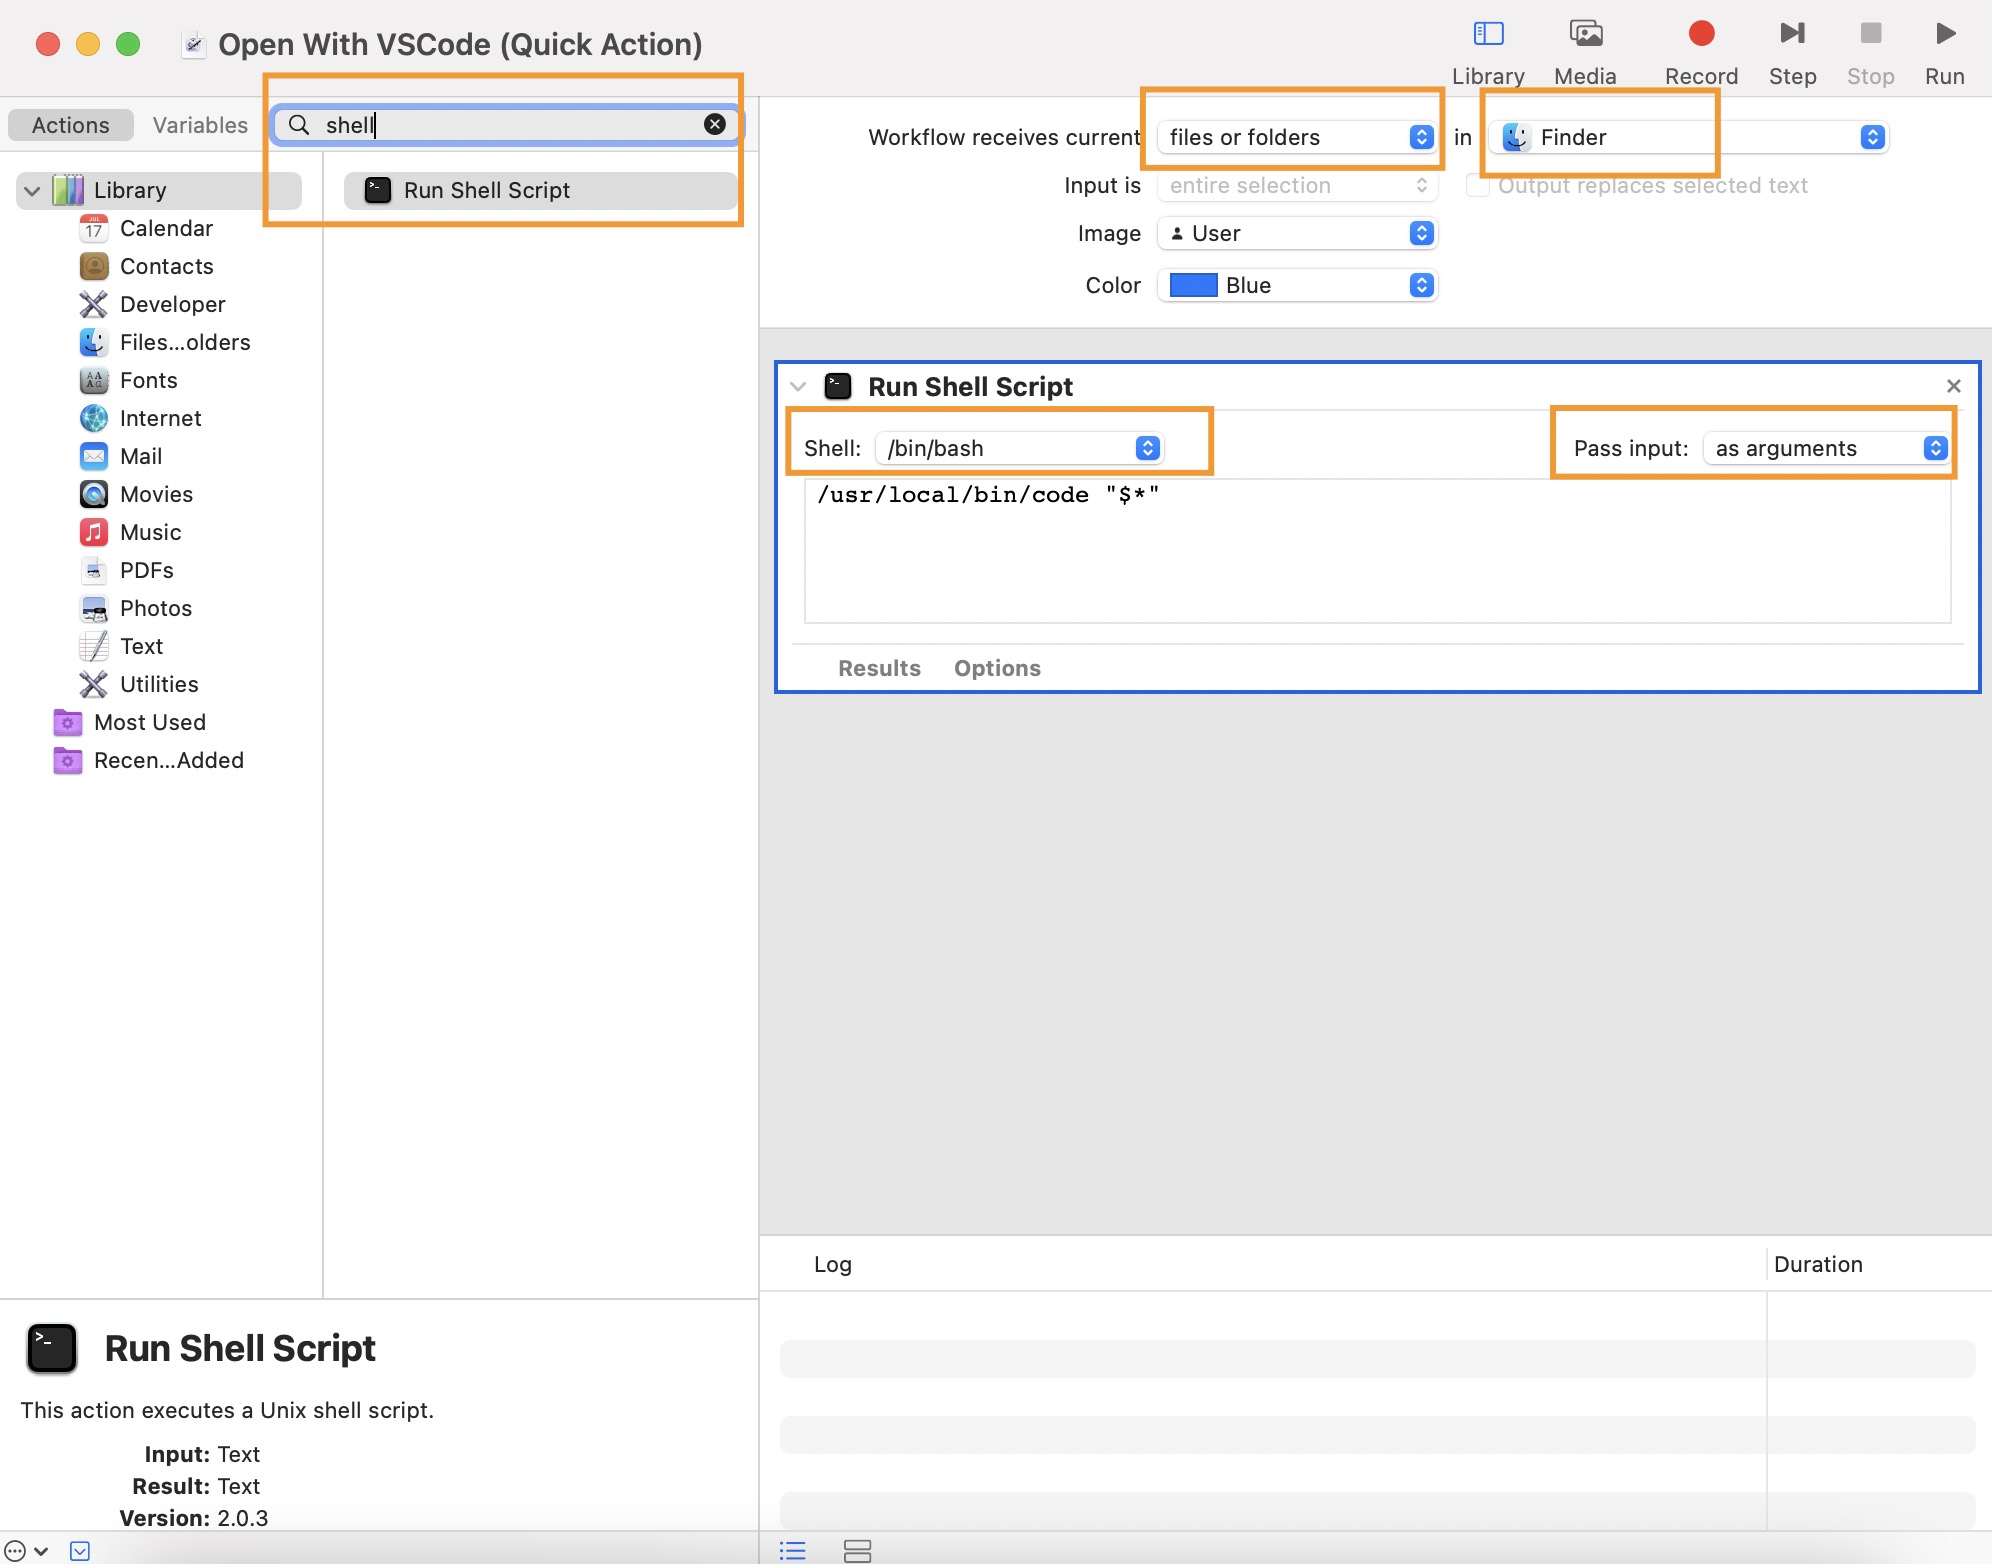 Open With VSCode (Quick Action)
Library Media Record Step Stop Run
Actions Variables shell
Library
Calendar
Contacts
Developer
Files...olders
Fonts
Internet
Mail
Movies
Music
PDFs
Photos
Text
Utilities
Most Used
Recen...Added
Run Shell Script
Workflow receives current files or folders in Finder
Input is entire selection Output replaces selected text
Image User
Color Blue
Run Shell Script
Shell: /bin/bash Pass input: as arguments
/usr/local/bin/code "$*"
Results Options
Log Duration
Run Shell Script
This action executes a Unix shell script.
Input: Text
Result: Text
Version: 2.0.3
JUL
17